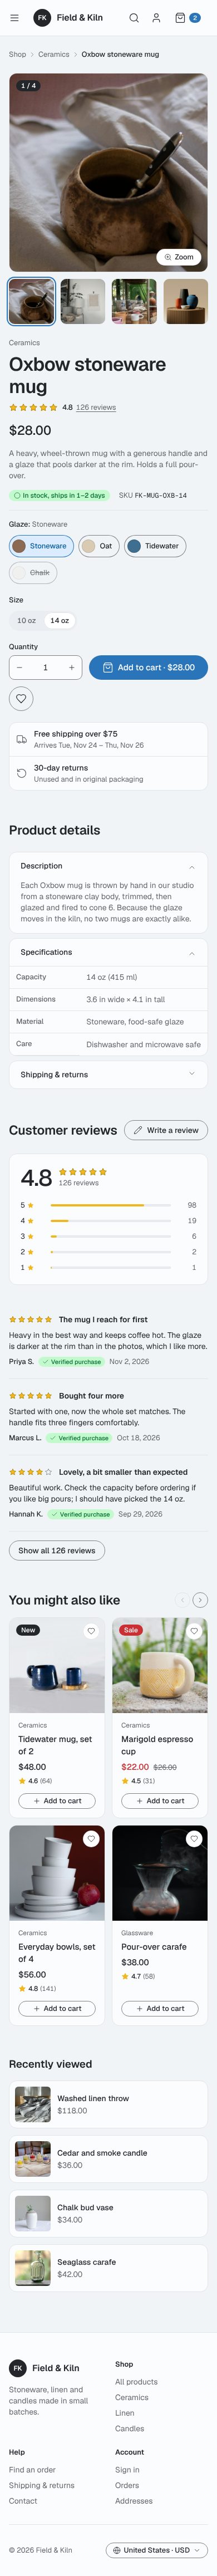 FK Field & Kiln 2
Shop > Ceramics > Oxbow stoneware mug
1 / 4
Zoom
Ceramics
Oxbow stoneware
mug
4.8 126 reviews
$28.00
A heavy, wheel-thrown mug with a generous handle and
a glaze that pools darker at the rim. Holds a full pour-
over.
In stock, ships in 1–2 days SKU FK-MUG-OXB-14
Glaze: Stoneware
Stoneware Oat Tidewater
Chalk
Size
10 oz 14 oz
Quantity
− 1 + Add to cart · $28.00
Free shipping over $75
Arrives Tue, Nov 24 – Thu, Nov 26
30-day returns
Unused and in original packaging
Product details
Description
Each Oxbow mug is thrown by hand in our studio
from a stoneware clay body, trimmed, then
glazed and fired to cone 6. Because the glaze
moves in the kiln, no two mugs are exactly alike.
Specifications
Capacity 14 oz (415 ml)
Dimensions 3.6 in wide × 4.1 in tall
Material Stoneware, food-safe glaze
Care Dishwasher and microwave safe
Shipping & returns
Customer reviews Write a review
4.8 126 reviews
5 98
4 19
3 6
2 2
1 1
The mug I reach for first
Heavy in the best way and keeps coffee hot. The glaze
is darker at the rim than in the photos, which I like more.
Priya S. Verified purchase Nov 2, 2026
Bought four more
Started with one, now the whole set matches. The
handle fits three fingers comfortably.
Marcus L. Verified purchase Oct 18, 2026
Lovely, a bit smaller than expected
Beautiful work. Check the capacity before ordering if
you like big pours; I should have picked the 14 oz.
Hannah K. Verified purchase Sep 29, 2026
Show all 126 reviews
You might also like
New
Ceramics
Tidewater mug, set
of 2
$48.00
4.6 (64)
Add to cart
Sale
Ceramics
Marigold espresso
cup
$22.00 $26.00
4.5 (31)
Add to cart
Ceramics
Everyday bowls, set
of 4
$56.00
4.8 (141)
Add to cart
Glassware
Pour-over carafe
$38.00
4.7 (58)
Add to cart
Recently viewed
Washed linen throw
$118.00
Cedar and smoke candle
$36.00
Chalk bud vase
$34.00
Seaglass carafe
$42.00
FK Field & Kiln
Stoneware, linen and
candles made in small
batches.
Shop
All products
Ceramics
Linen
Candles
Help
Find an order
Shipping & returns
Contact
Account
Sign in
Orders
Addresses
© 2026 Field & Kiln United States · USD